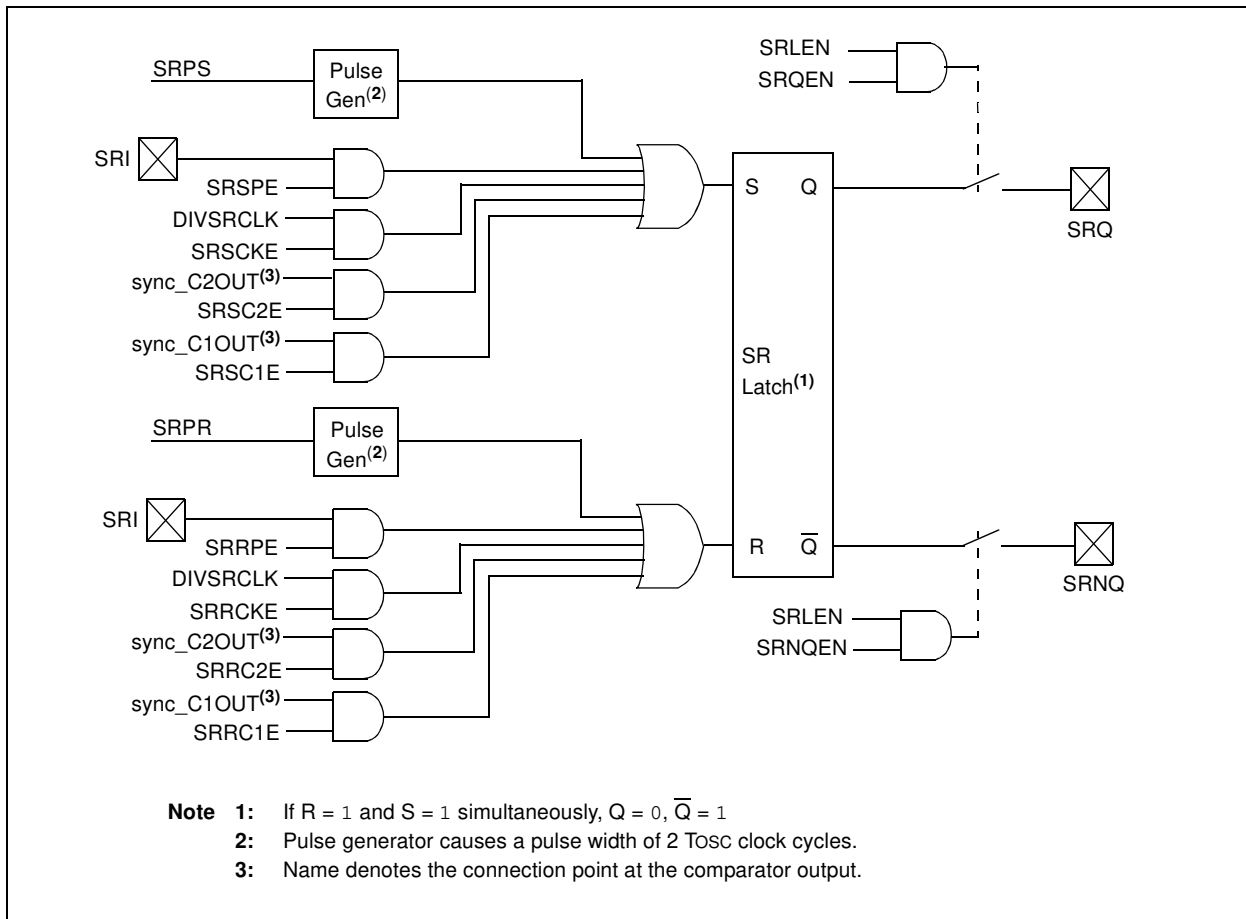 SRPS
Pulse
Gen(2)
SRI
SRSPE
DIVSRCLK
SRSCKE
sync_C2OUT(3)
SRSC2E
sync_C1OUT(3)
SRSC1E
SRLEN
SRQEN
S Q
SRQ
SR
Latch(1)
SRPR
Pulse
Gen(2)
SRI
SRRPE
DIVSRCLK
SRRCKE
sync_C2OUT(3)
SRRC2E
sync_C1OUT(3)
SRRC1E
R Q̅
SRNQ
SRLEN
SRNQEN
Note 1: If R = 1 and S = 1 simultaneously, Q = 0, Q̅ = 1
2: Pulse generator causes a pulse width of 2 TOSC clock cycles.
3: Name denotes the connection point at the comparator output.